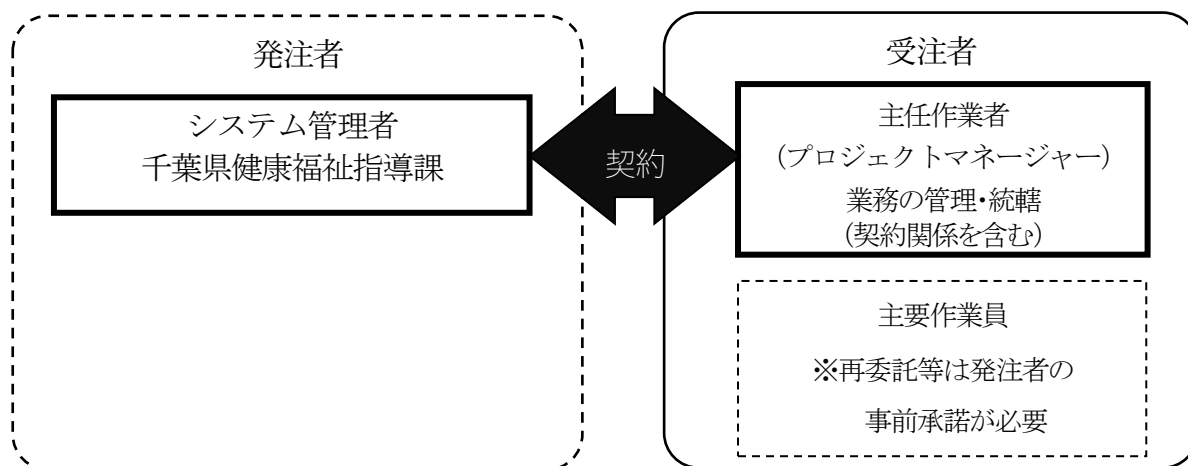 発注者
システム管理者
千葉県健康福祉指導課
契約
受注者
主任作業者
(プロジェクトマネージャー)
業務の管理・統轄
(契約関係を含む)
主要作業員
※再委託等は発注者の
事前承諾が必要